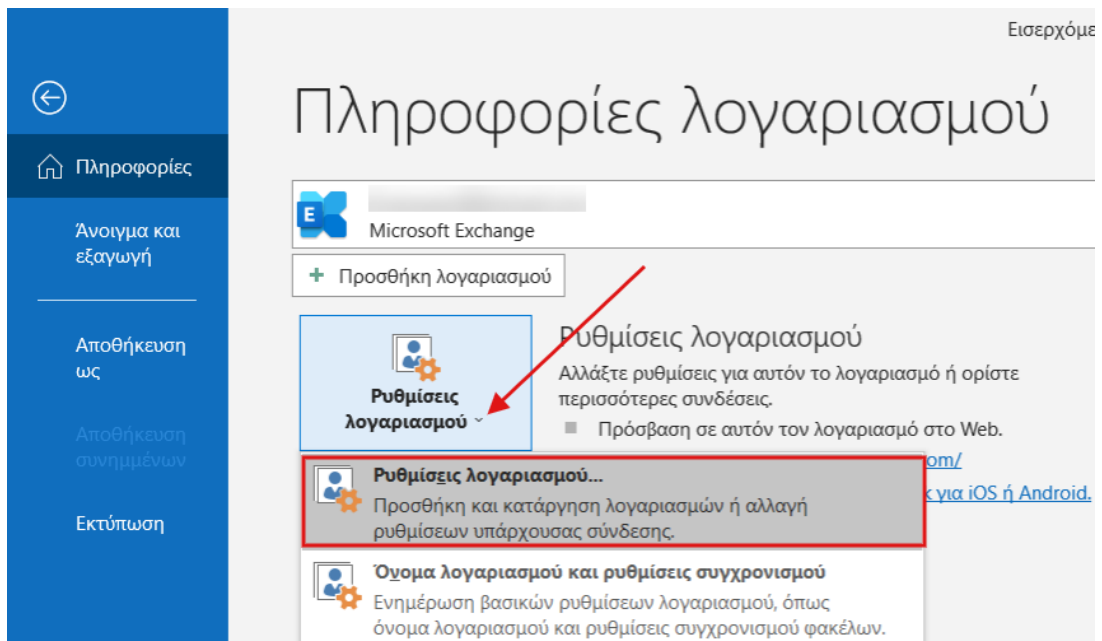 Εισερχόμε
Πληροφορίες λογαριασμού
Πληροφορίες
Άνοιγμα και
εξαγωγή
Αποθήκευση
ως
Αποθήκευση
συνημμένων
Εκτύπωση
E
Microsoft Exchange
+ Προσθήκη λογαριασμού
Ρυθμίσεις
λογαριασμού
Ρυθμίσεις λογαριασμού
Αλλάξτε ρυθμίσεις για αυτόν το λογαριασμό ή ορίστε
περισσότερες συνδέσεις.
Πρόσβαση σε αυτόν τον λογαριασμό στο Web.
om/
κ για iOS ή Android.
Ρυθμίσεις λογαριασμού...
Προσθήκη και κατάργηση λογαριασμών ή αλλαγή
ρυθμίσεων υπάρχουσας σύνδεσης.
Όνομα λογαριασμού και ρυθμίσεις συγχρονισμού
Ενημέρωση βασικών ρυθμίσεων λογαριασμού, όπως
όνομα λογαριασμού και ρυθμίσεις συγχρονισμού φακέλων.